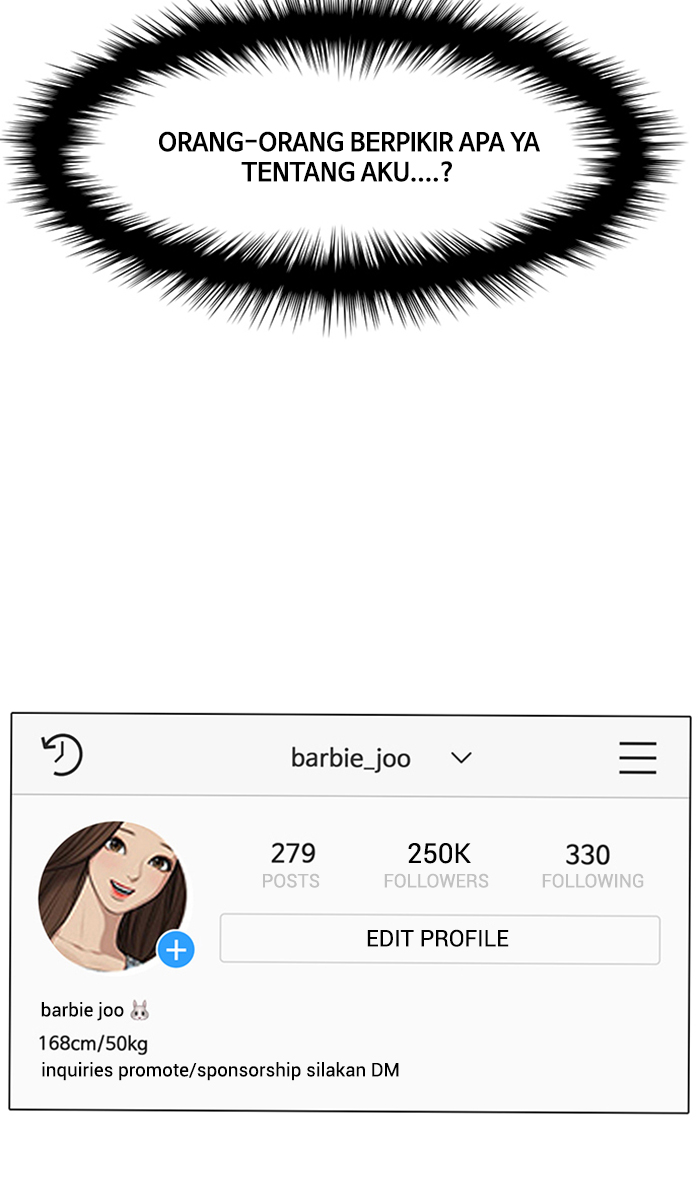 ORANG-ORANG BERPIKIR APA YA
TENTANG AKU....?
barbie_joo
279 250K 330
POSTS FOLLOWERS FOLLOWING
EDIT PROFILE
barbie joo 🐰
168cm/50kg
inquiries promote/sponsorship silakan DM